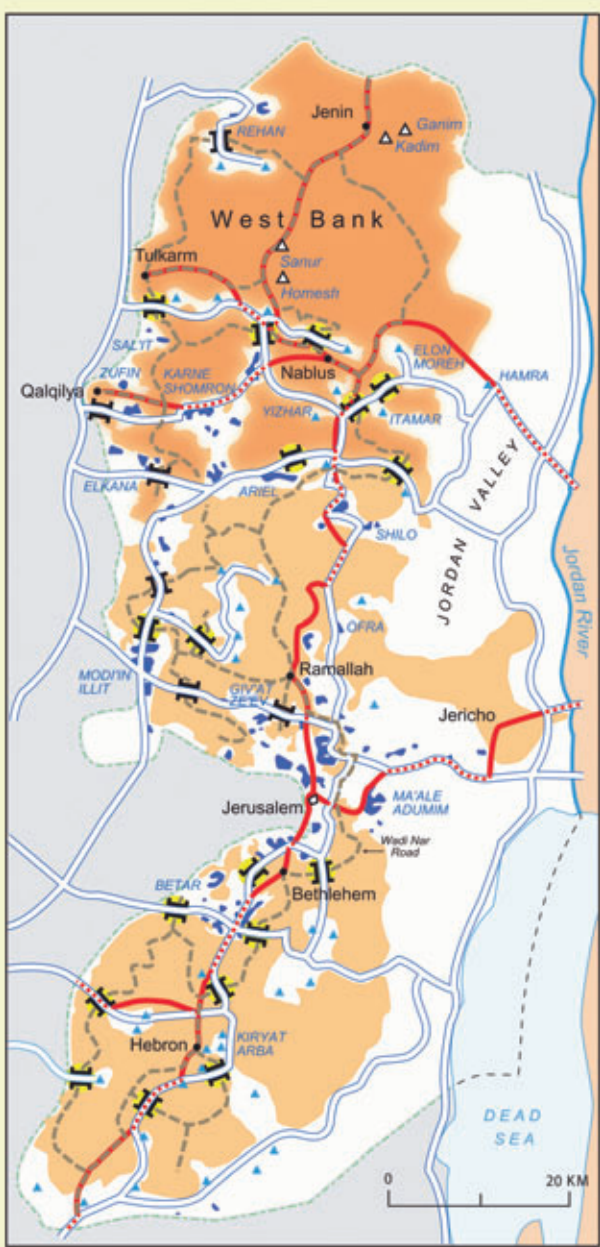 REHAN
Jenin
Ganim
Kadim
West Bank
Tulkarm
Sanur
Homesh
SAL'IT
ZUFIN
KARNE
SHOMRON
Nablus
ELON
MOREH
HAMRA
Qalqilya
YIZHAR
ITAMAR
ELKANA
ARIEL
SHILO
JORDAN VALLEY
Jordan River
OFRA
MODI'IN
ILLIT
GIV'AT
ZE'EV
Ramallah
Jericho
Jerusalem
MA'ALE
ADUMIM
Wadi Nar
Road
BETAR
Bethlehem
Hebron
KIRYAT
ARBA
DEAD
SEA
0 20 KM